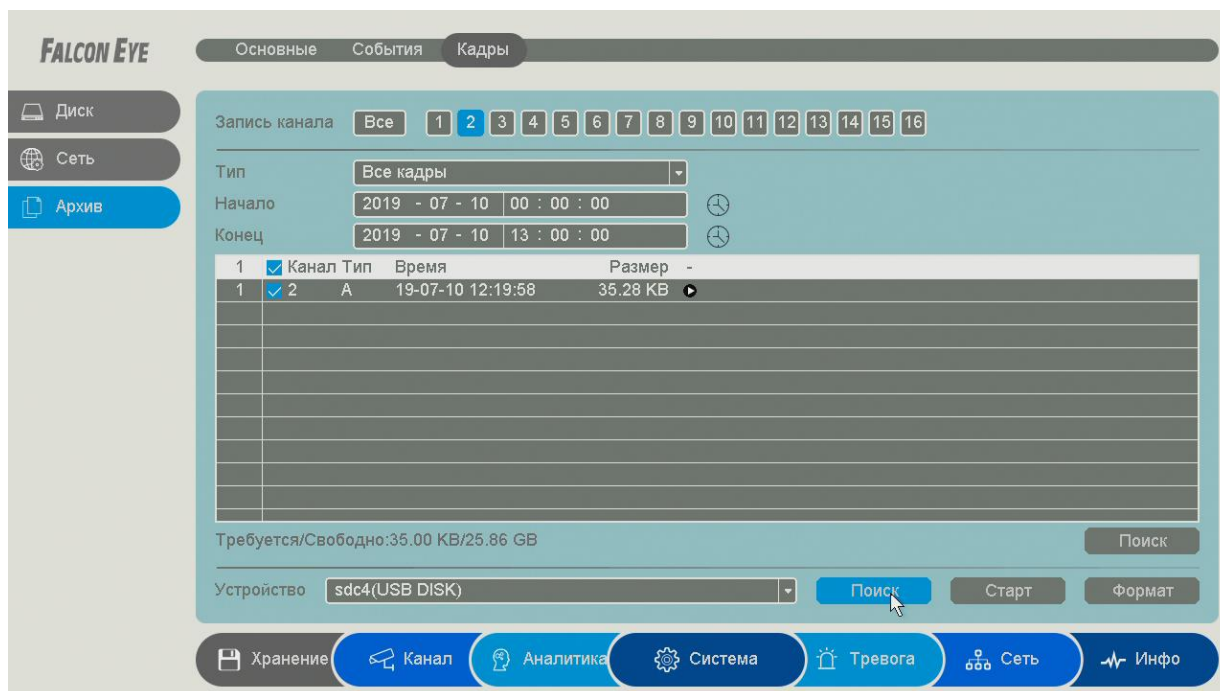 FALCON EYE
Основные События Кадры
Диск
Сеть
Архив
Запись канала Все 1 2 3 4 5 6 7 8 9 10 11 12 13 14 15 16
Тип Все кадры
Начало 2019 - 07 - 10 00 : 00 : 00
Конец 2019 - 07 - 10 13 : 00 : 00
1 Канал Тип Время Размер -
1 2 A 19-07-10 12:19:58 35.28 KB
Требуется/Свободно:35.00 KB/25.86 GB Поиск
Устройство sdc4(USB DISK) Поиск Старт Формат
Хранение Канал Аналитика Система Тревога Сеть Инфо